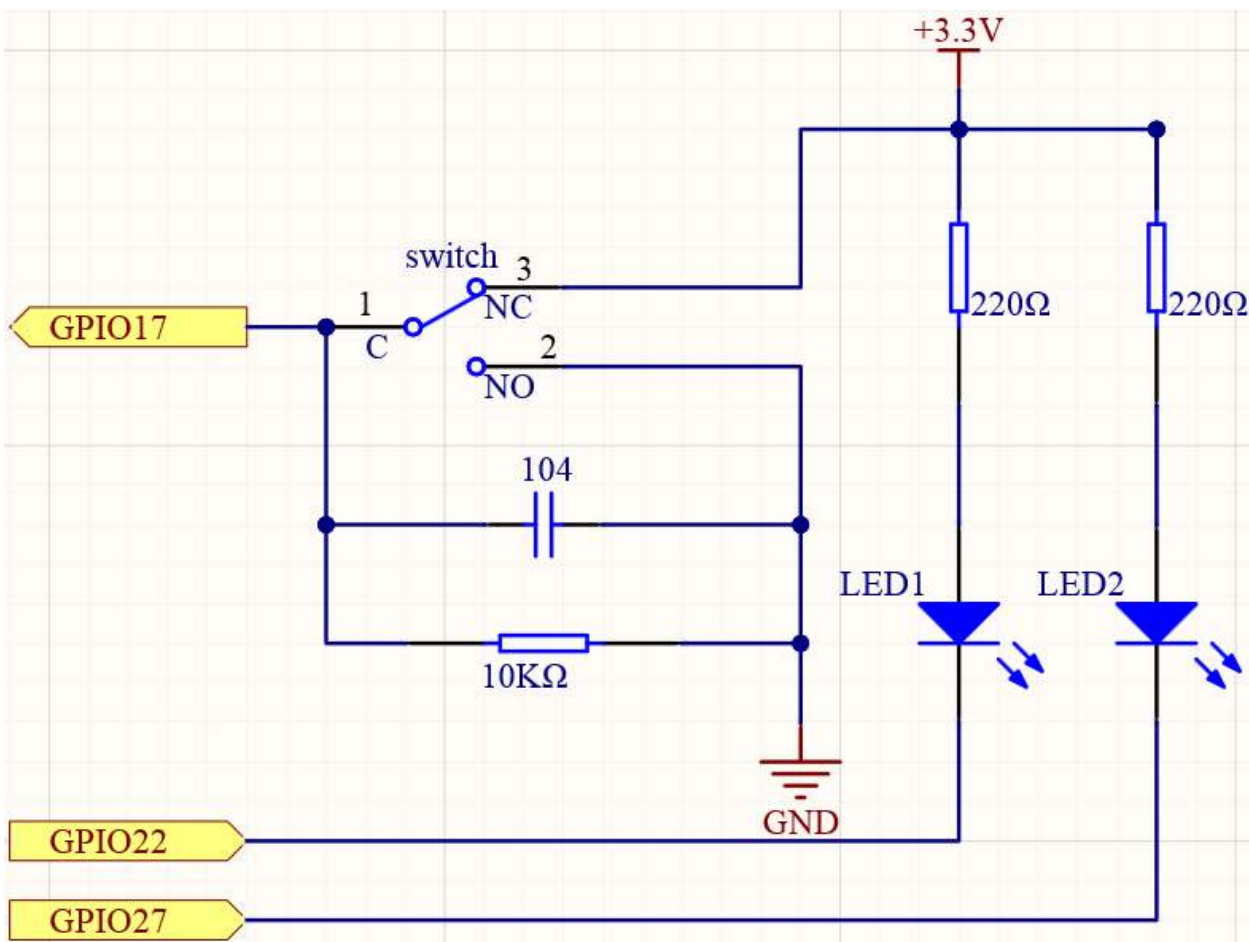 +3.3V
switch
3
NC
1
C
GPIO17
2
NO
220Ω
220Ω
104
10KΩ
LED1
LED2
GND
GPIO22
GPIO27